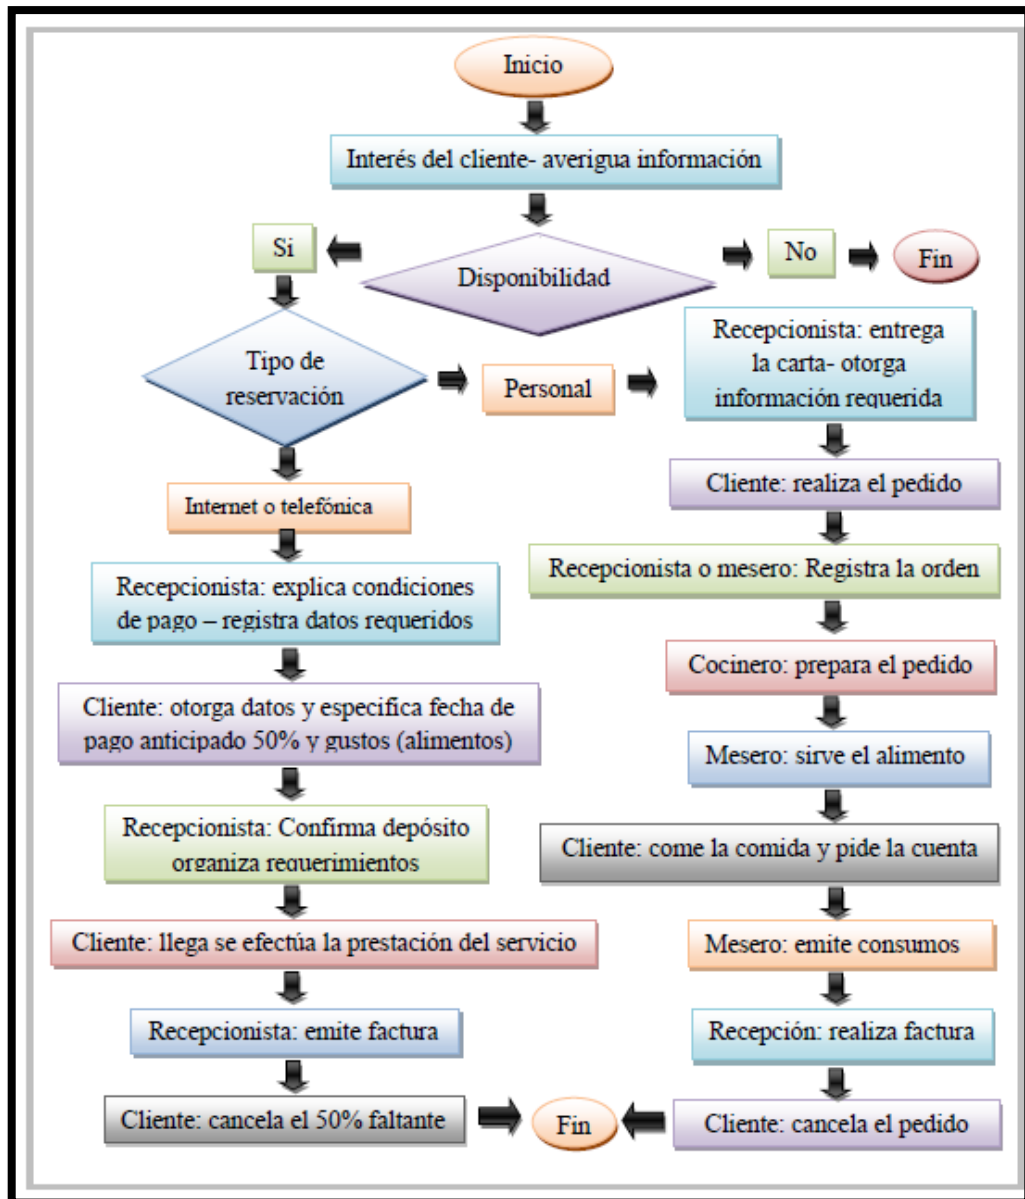 Inicio
Interés del cliente- averigua información
Si
Disponibilidad
No
Fin
Tipo de
reservación
Personal
Recepcionista: entrega
la carta- otorga
información requerida
Internet o telefónica
Recepcionista: explica condiciones
de pago – registra datos requeridos
Cliente: otorga datos y especifica fecha de
pago anticipado 50% y gustos (alimentos)
Recepcionista: Confirma depósito
organiza requerimientos
Cliente: llega se efectúa la prestación del servicio
Recepcionista: emite factura
Cliente: cancela el 50% faltante
Cliente: realiza el pedido
Recepcionista o mesero: Registra la orden
Cocinero: prepara el pedido
Mesero: sirve el alimento
Cliente: come la comida y pide la cuenta
Mesero: emite consumos
Recepción: realiza factura
Cliente: cancela el pedido
Fin